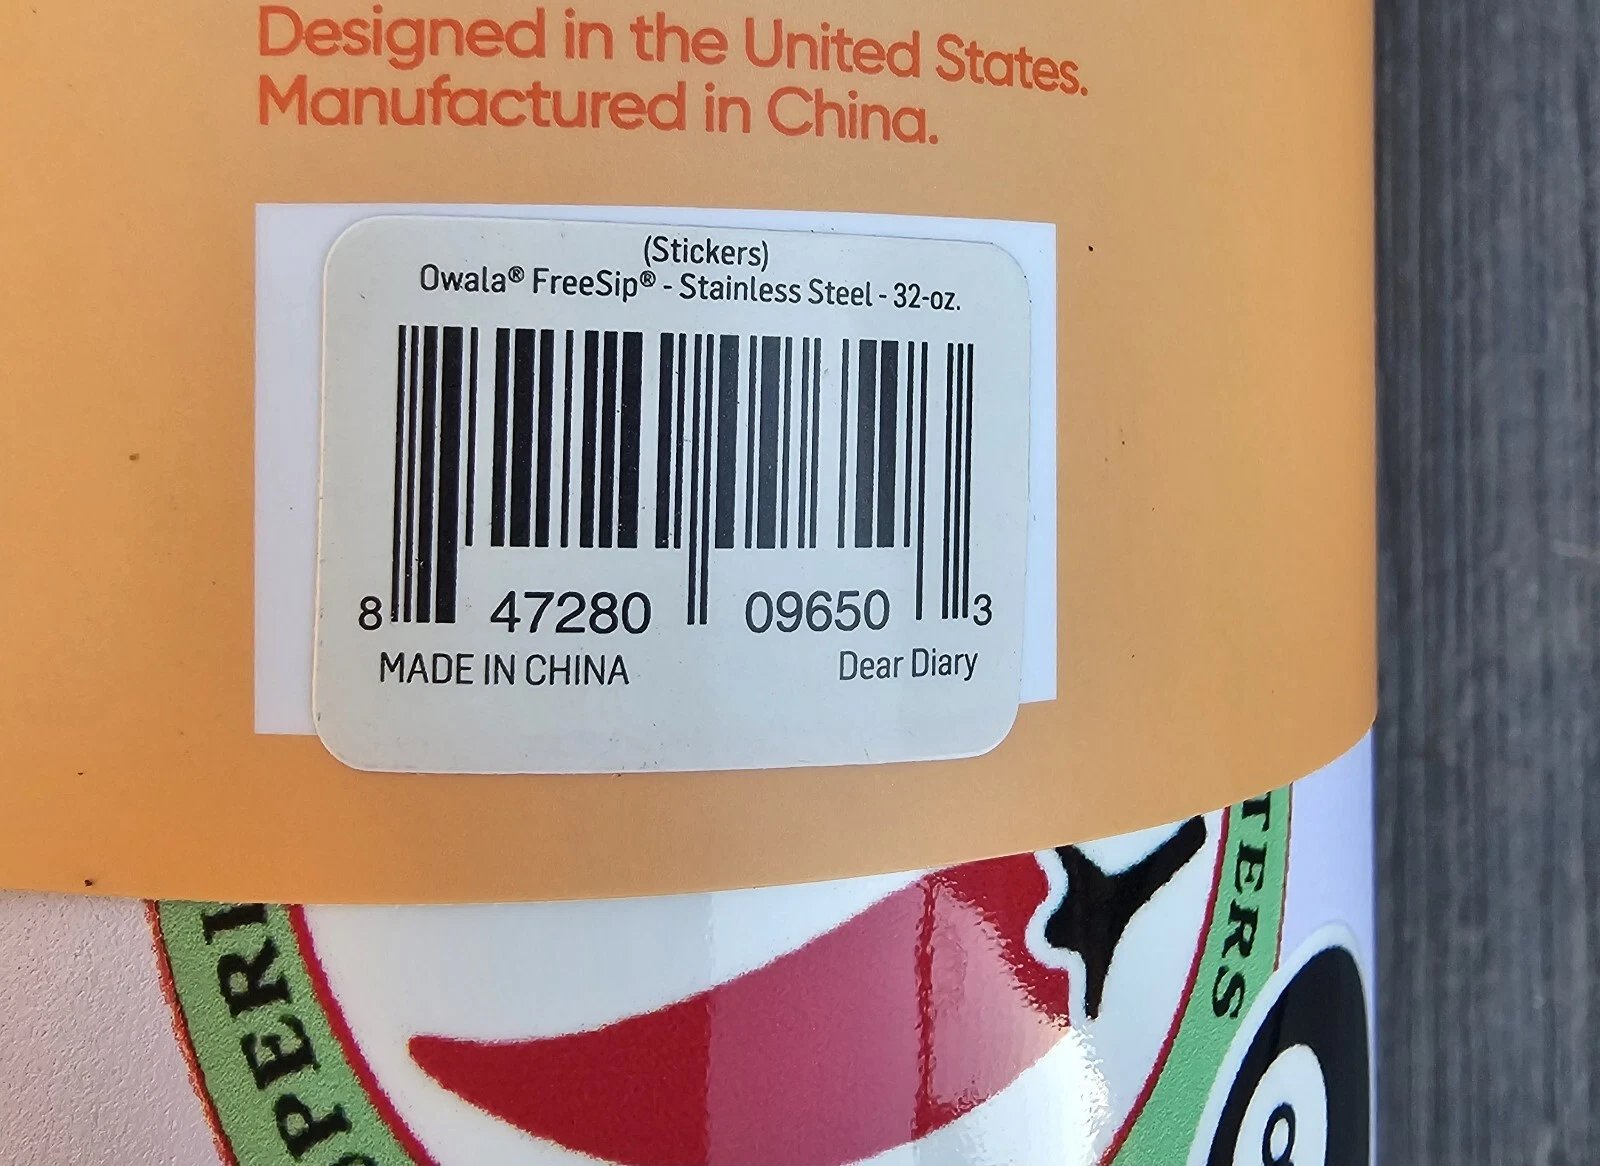 Designed in the United States.
Manufactured in China.
(Stickers)
Owala® FreeSip® - Stainless Steel - 32-oz.
8 47280 09650 3
MADE IN CHINA
Dear Diary